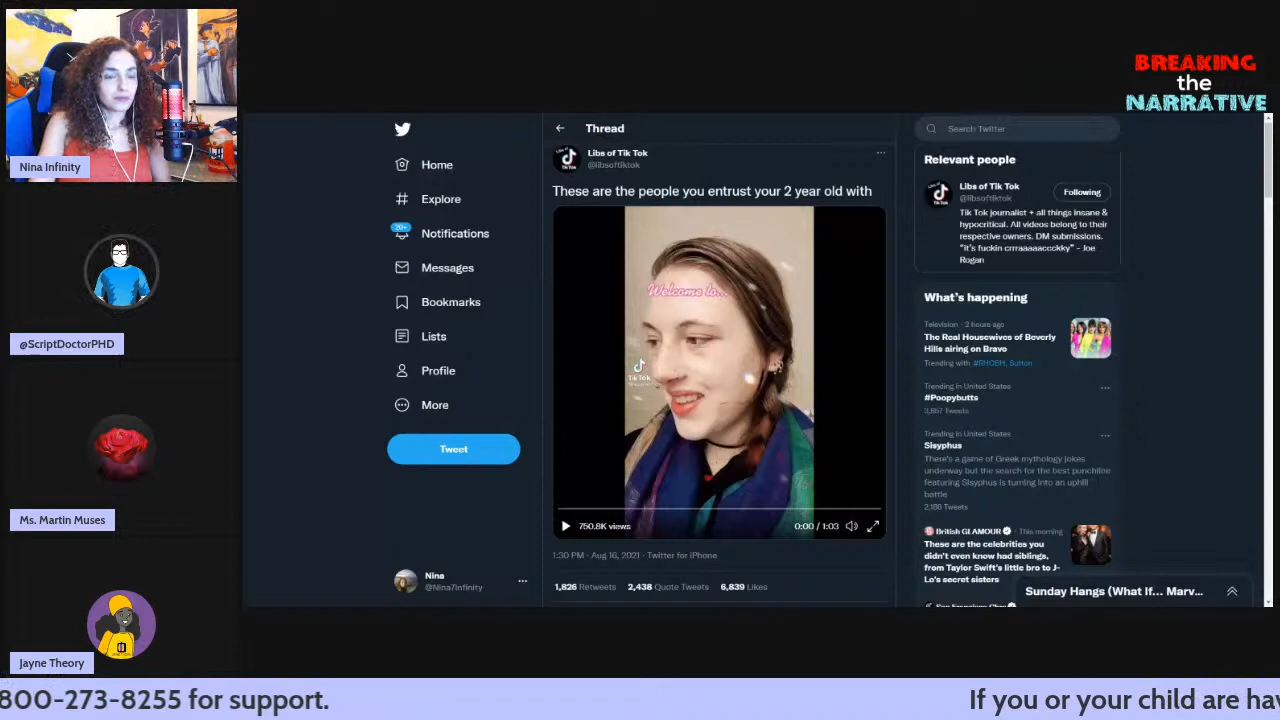 BREAKING
the
NARRATIVE
Nina Infinity
@ScriptDoctorPHD
Ms. Martin Muses
Jayne Theory
Home
Explore
20+
Notifications
Messages
Bookmarks
Lists
Profile
More
Tweet
Nina
@Nina7Infinity
Thread
Libs of Tik Tok
@libsoftiktok
These are the people you entrust your 2 year old with
Welcome to...
TikTok
750.8K views
0:00 / 1:03
1:30 PM · Aug 16, 2021 · Twitter for iPhone
1,826 Retweets 2,438 Quote Tweets 6,839 Likes
Search Twitter
Relevant people
Libs of Tik Tok
@libsoftiktok
Following
Tik Tok journalist + all things insane &
hypocritical. All videos belong to their
respective owners. DM submissions.
"it's fuckin crrraaaaaccckky" - Joe
Rogan
What's happening
Television · 2 hours ago
The Real Housewives of Beverly
Hills airing on Bravo
Trending with #RHOBH, Sutton
Trending in United States
#Poopybutts
3,857 Tweets
Trending in United States
Sisyphus
There's a game of Greek mythology jokes
underway but the search for the best punchline
featuring Sisyphus is turning into an uphill
battle
2,186 Tweets
British GLAMOUR · This morning
These are the celebrities you
didn't even know had siblings,
from Taylor Swift's little bro to J-
Lo's secret sisters
Sunday Hangs (What If... Marv...
800-273-8255 for support.
If you or your child are hav